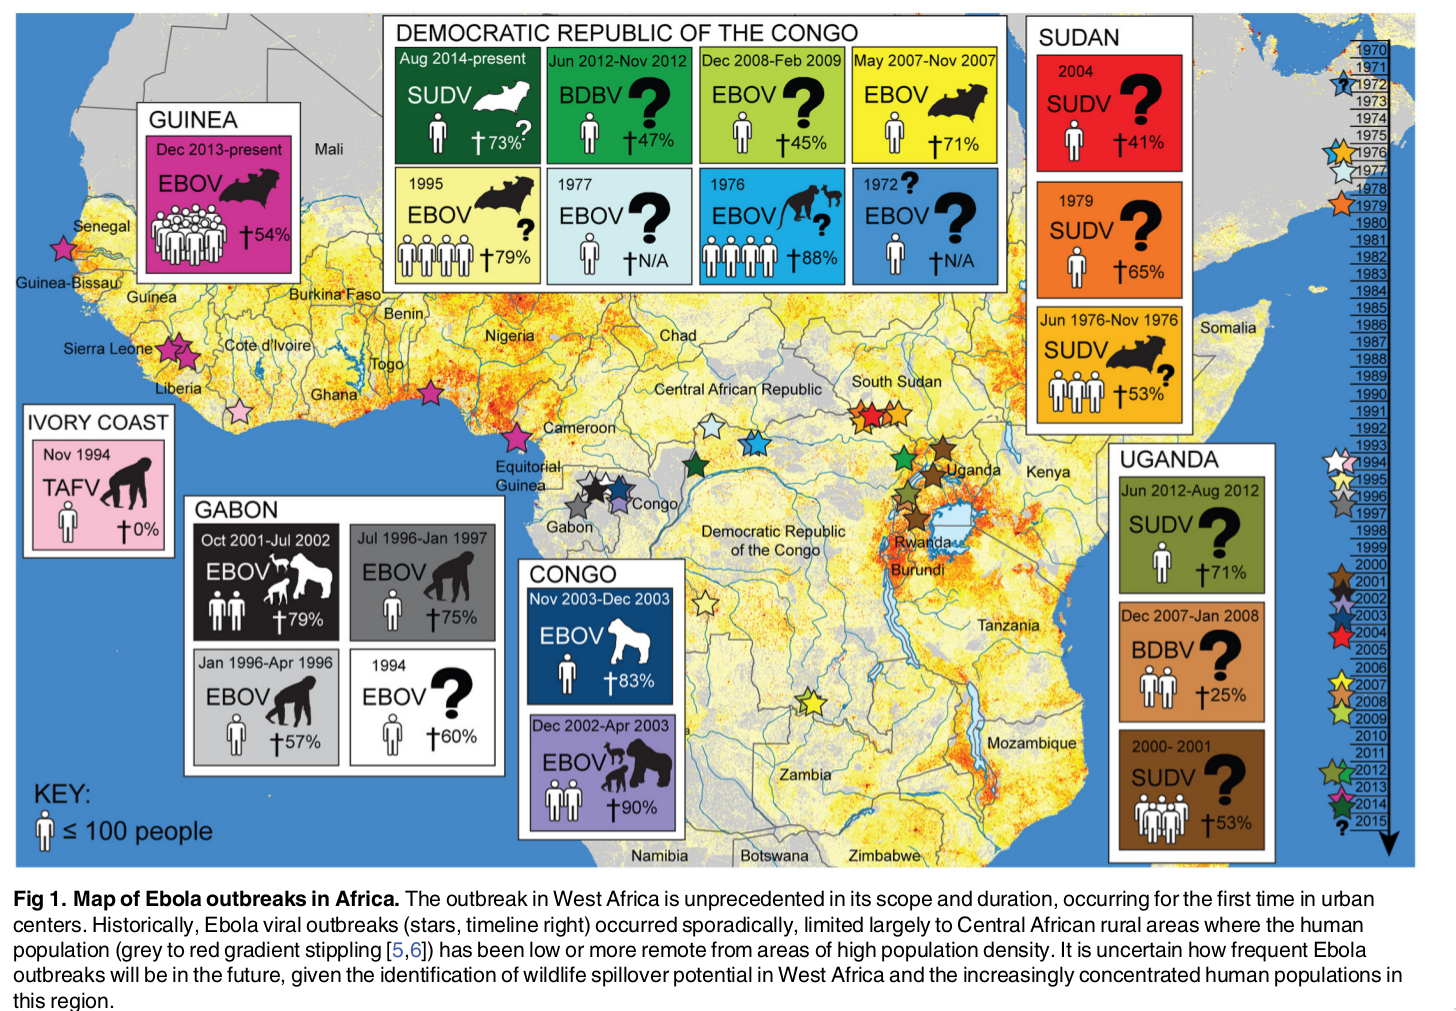 DEMOCRATIC REPUBLIC OF THE CONGO
Aug 2014-present
SUDV
?
†73%
Jun 2012-Nov 2012
BDBV ?
†47%
Dec 2008-Feb 2009
EBOV ?
†45%
May 2007-Nov 2007
EBOV
†71%
1995
EBOV
?
†79%
1977
EBOV ?
†N/A
1976
EBOV
?
†88%
1972 ?
EBOV ?
†N/A
SUDAN
2004
SUDV ?
†41%
1979
SUDV ?
†65%
Jun 1976-Nov 1976
SUDV
?
†53%
GUINEA
Dec 2013-present
EBOV
†54%
IVORY COAST
Nov 1994
TAFV
†0%
GABON
Oct 2001-Jul 2002
EBOV
†79%
Jul 1996-Jan 1997
EBOV
†75%
Jan 1996-Apr 1996
EBOV
†57%
1994
EBOV ?
†60%
CONGO
Nov 2003-Dec 2003
EBOV
†83%
Dec 2002-Apr 2003
EBOV
†90%
UGANDA
Jun 2012-Aug 2012
SUDV ?
†71%
Dec 2007-Jan 2008
BDBV ?
†25%
2000- 2001
SUDV ?
†53%
Mali
Senegal
Guinea-Bissau
Guinea
Burkina Faso
Benin
Nigeria
Chad
Somalia
Sierra Leone
Cote d'Ivoire
Togo
Liberia
Ghana
Central African Republic
South Sudan
Cameroon
Equitorial
Guinea
Uganda
Kenya
Congo
Gabon
Democratic Republic
of the Congo
Rwanda
Burundi
Tanzania
Mozambique
Zambia
Namibia
Botswana
Zimbabwe
1970
1971
?
1972
1973
1974
1975
1976
1977
1978
1979
1980
1981
1982
1983
1984
1985
1986
1987
1988
1989
1990
1991
1992
1993
1994
1995
1996
1997
1998
1999
2000
2001
2002
2003
2004
2005
2006
2007
2008
2009
2010
2011
2012
2013
2014
2015
?
KEY:
≤ 100 people
Fig 1. Map of Ebola outbreaks in Africa. The outbreak in West Africa is unprecedented in its scope and duration, occurring for the first time in urban
centers. Historically, Ebola viral outbreaks (stars, timeline right) occurred sporadically, limited largely to Central African rural areas where the human
population (grey to red gradient stippling [5,6]) has been low or more remote from areas of high population density. It is uncertain how frequent Ebola
outbreaks will be in the future, given the identification of wildlife spillover potential in West Africa and the increasingly concentrated human populations in
this region.